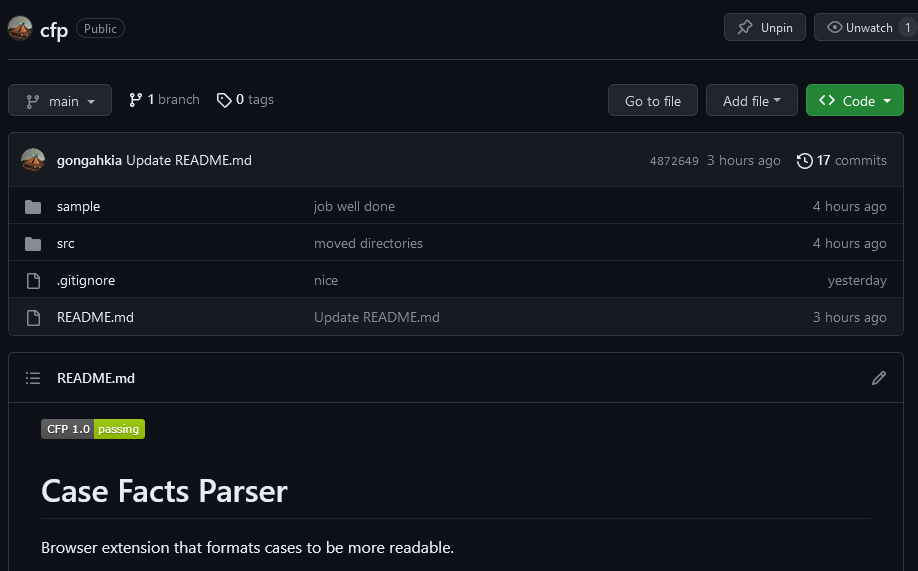 cfp Public Unpin Unwatch 1
main 1 branch 0 tags Go to file Add file Code
gongahkia Update README.md 4872649 3 hours ago 17 commits
sample job well done 4 hours ago
src moved directories 4 hours ago
.gitignore nice yesterday
README.md Update README.md 3 hours ago
README.md
CFP 1.0 passing
Case Facts Parser
Browser extension that formats cases to be more readable.